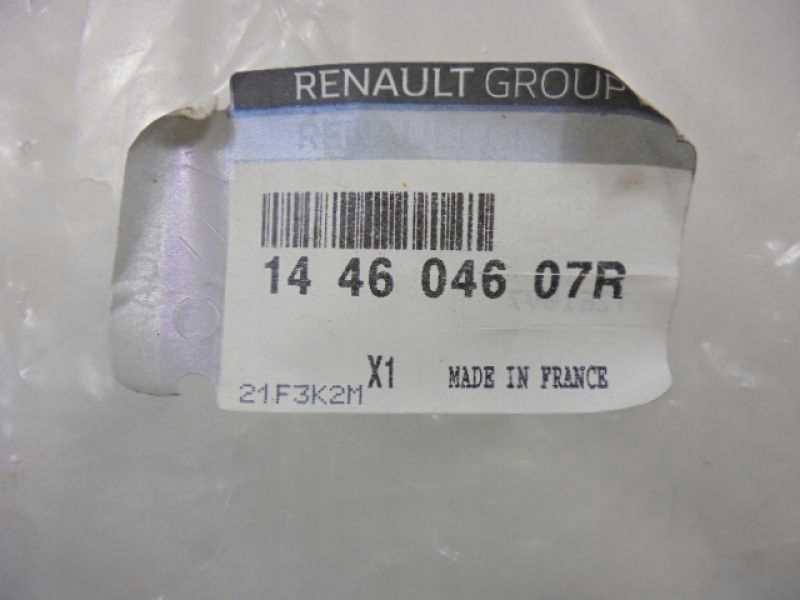 RENAULT GROUP
14 46 046 07R
X1 MADE IN FRANCE
21F3K2M